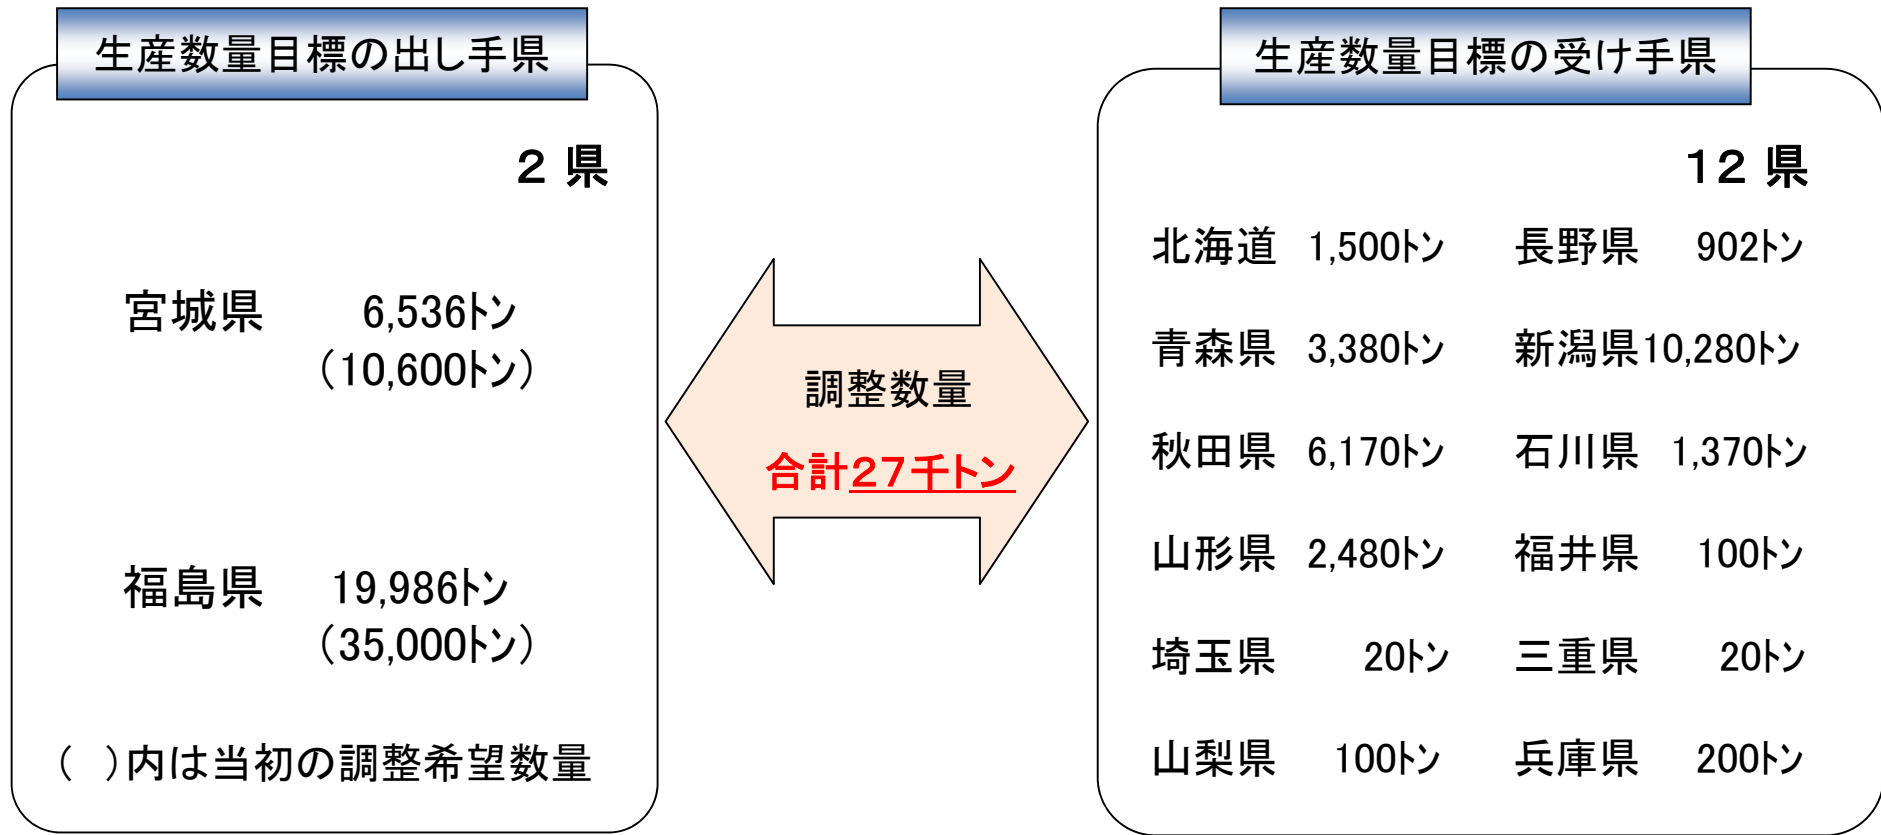 生産数量目標の出し手県
2 県
宮城県 6,536トン
(10,600トン)
福島県 19,986トン
(35,000トン)
( )内は当初の調整希望数量
調整数量
合計27千トン
生産数量目標の受け手県
12 県
北海道 1,500トン 長野県 902トン
青森県 3,380トン 新潟県10,280トン
秋田県 6,170トン 石川県 1,370トン
山形県 2,480トン 福井県 100トン
埼玉県 20トン 三重県 20トン
山梨県 100トン 兵庫県 200トン